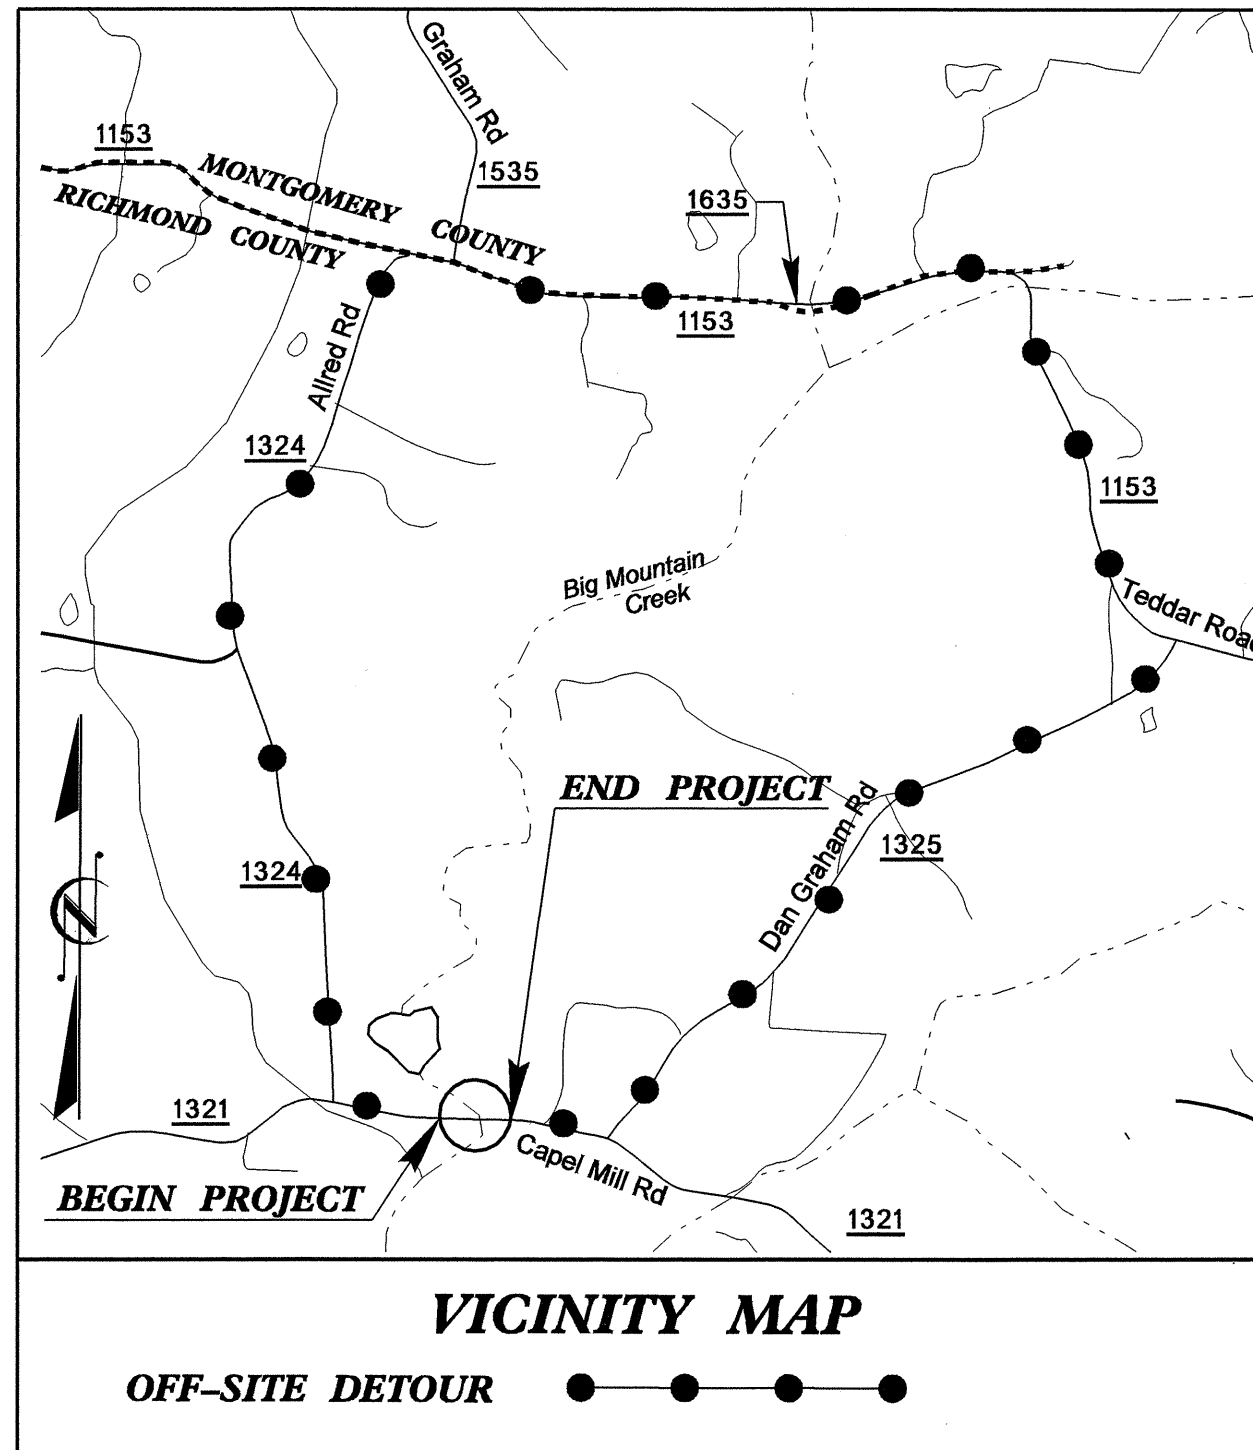 Graham Rd
1153
1535
MONTGOMERY COUNTY
RICHMOND COUNTY
1635
1153
Allred Rd
1324
1153
Big Mountain
Creek
Teddar Road
END PROJECT
1325
Dan Graham Rd
1324
N
1321
Capel Mill Rd
BEGIN PROJECT
1321
VICINITY MAP
OFF-SITE DETOUR